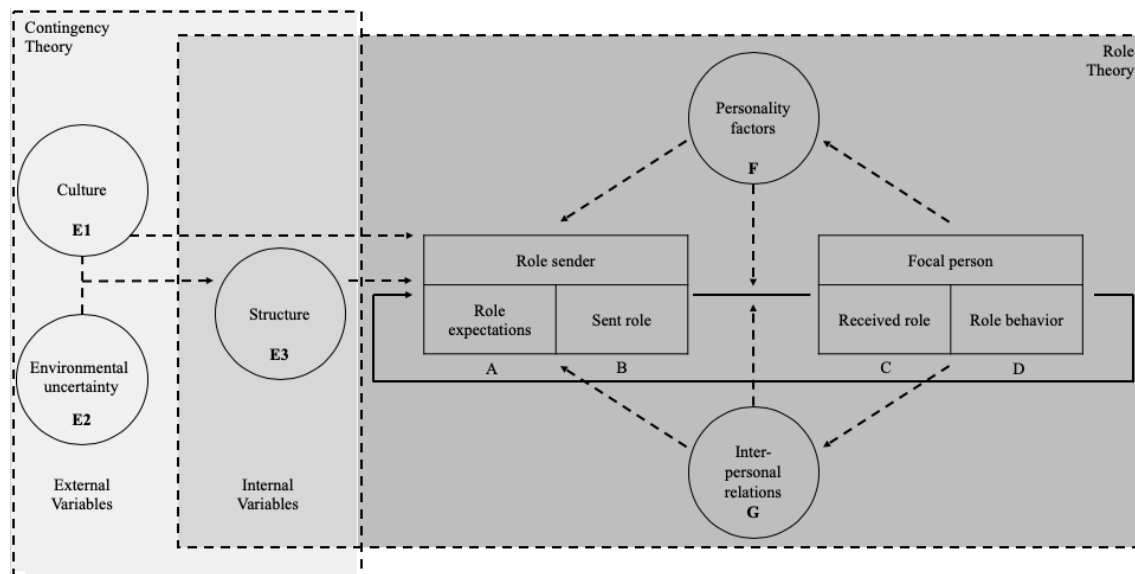 Contingency
Theory
Role
Theory
Culture
E1
Environmental
uncertainty
E2
External
Variables
Structure
E3
Internal
Variables
Personality
factors
F
Role sender
Role
expectations
Sent role
A
B
Focal person
Received role
Role behavior
C
D
Inter-
personal
relations
G